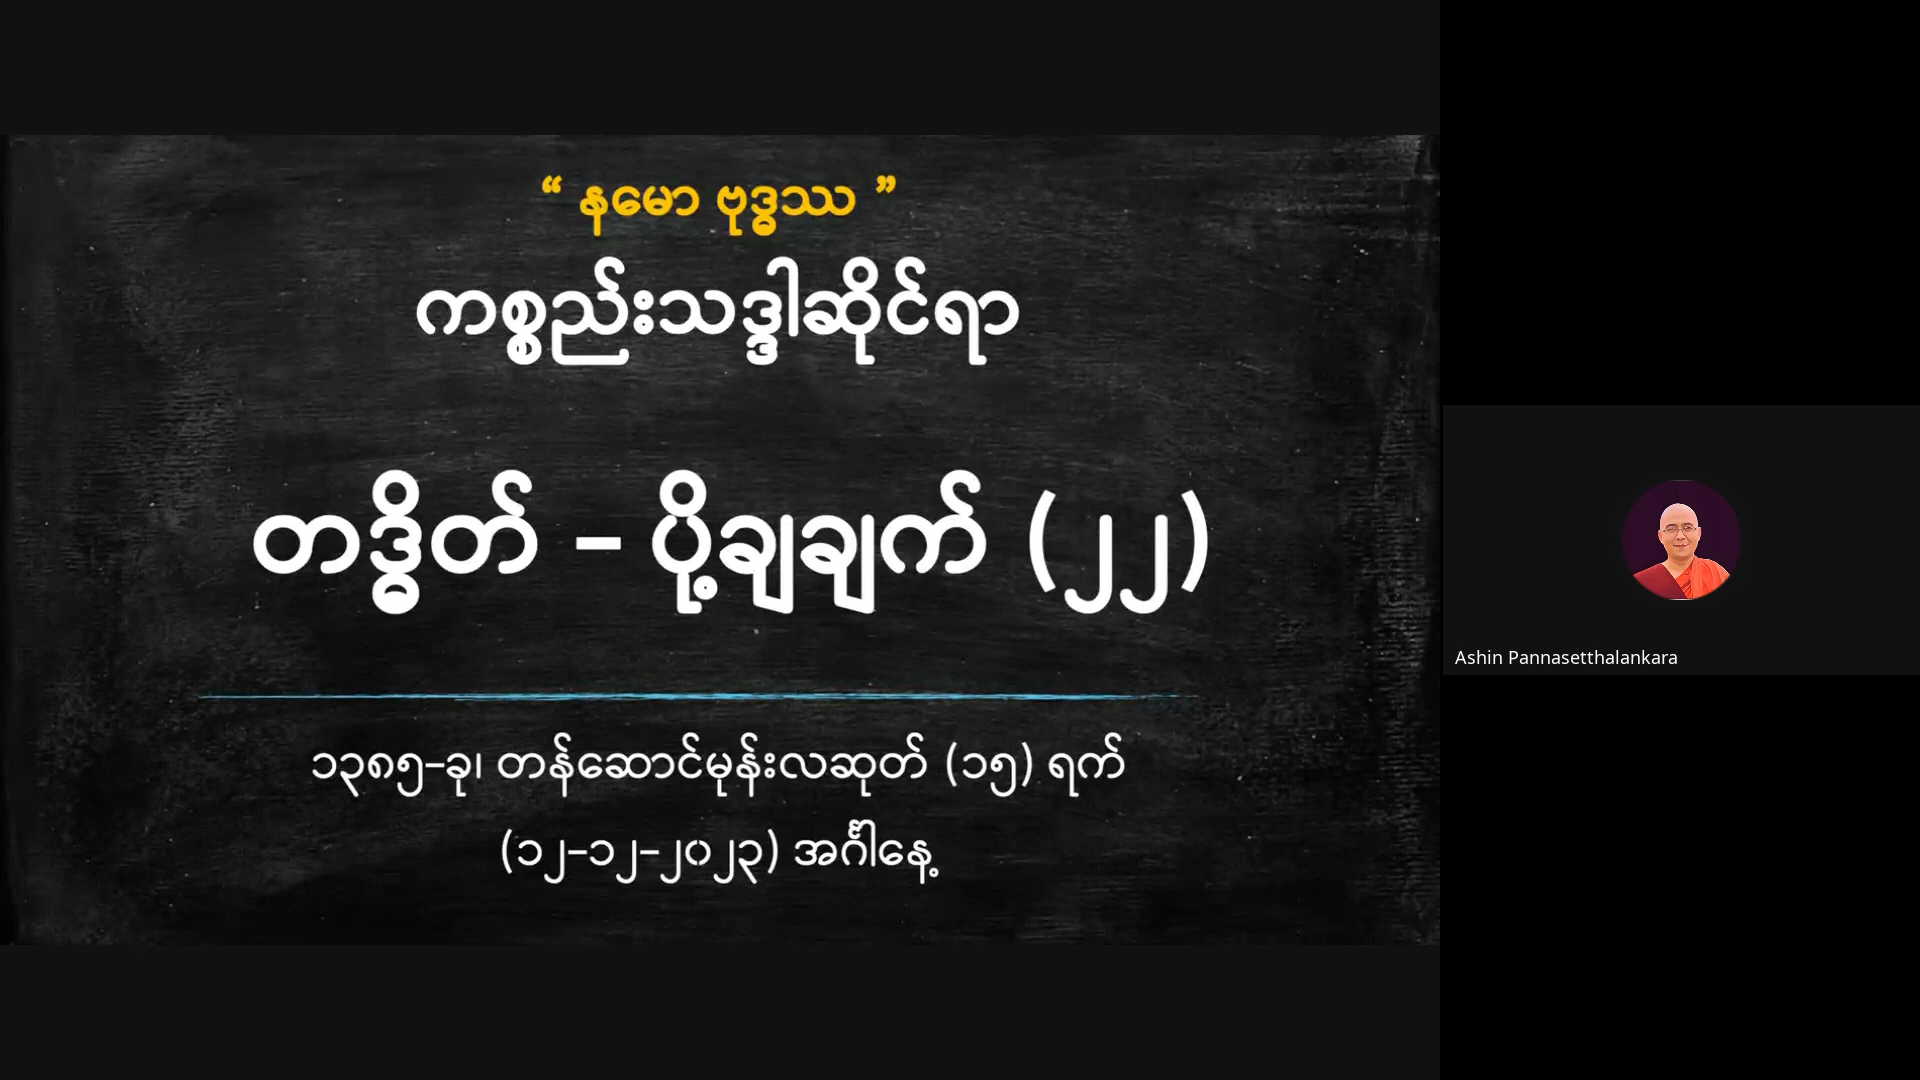 “ နမော ဗုဒ္ဓဿ ”
ကစ္စည်းသဒ္ဒါဆိုင်ရာ
တဒ္ဓိတ် – ပို့ချချက် (၂၂)
၁၃၈၅–ခု၊ တန်ဆောင်မုန်းလဆုတ် (၁၅) ရက်
(၁၂–၁၂–၂၀၂၃) အင်္ဂါနေ့
Ashin Pannasetthalankara